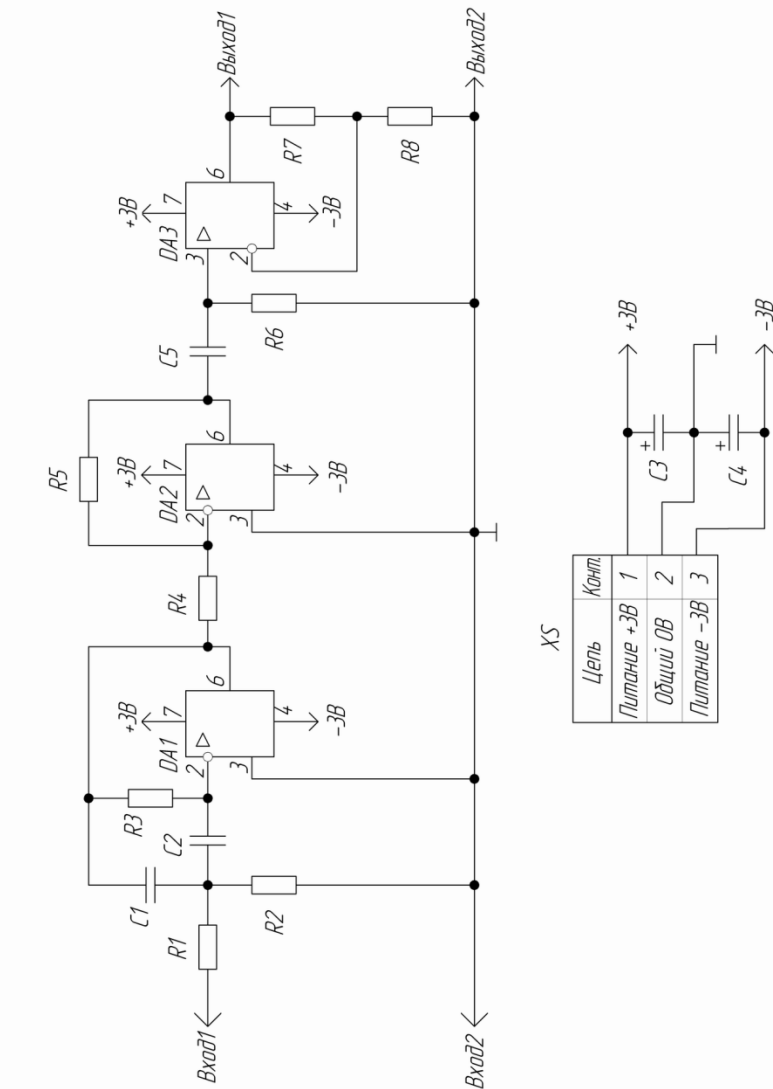 Вход1
R1
C1
R2
R3
C2
DA1
2
3
7
6
4
+3В
-3В
R4
R5
DA2
2
3
7
6
4
+3В
-3В
C5
R6
DA3
3
2
7
6
4
+3В
-3В
R7
R8
Выход1
Вход2
Выход2
XS
Цепь Конт.
Питание +3В 1
Общий 0В 2
Питание -3В 3
+
C3
+
C4
+3В
-3В